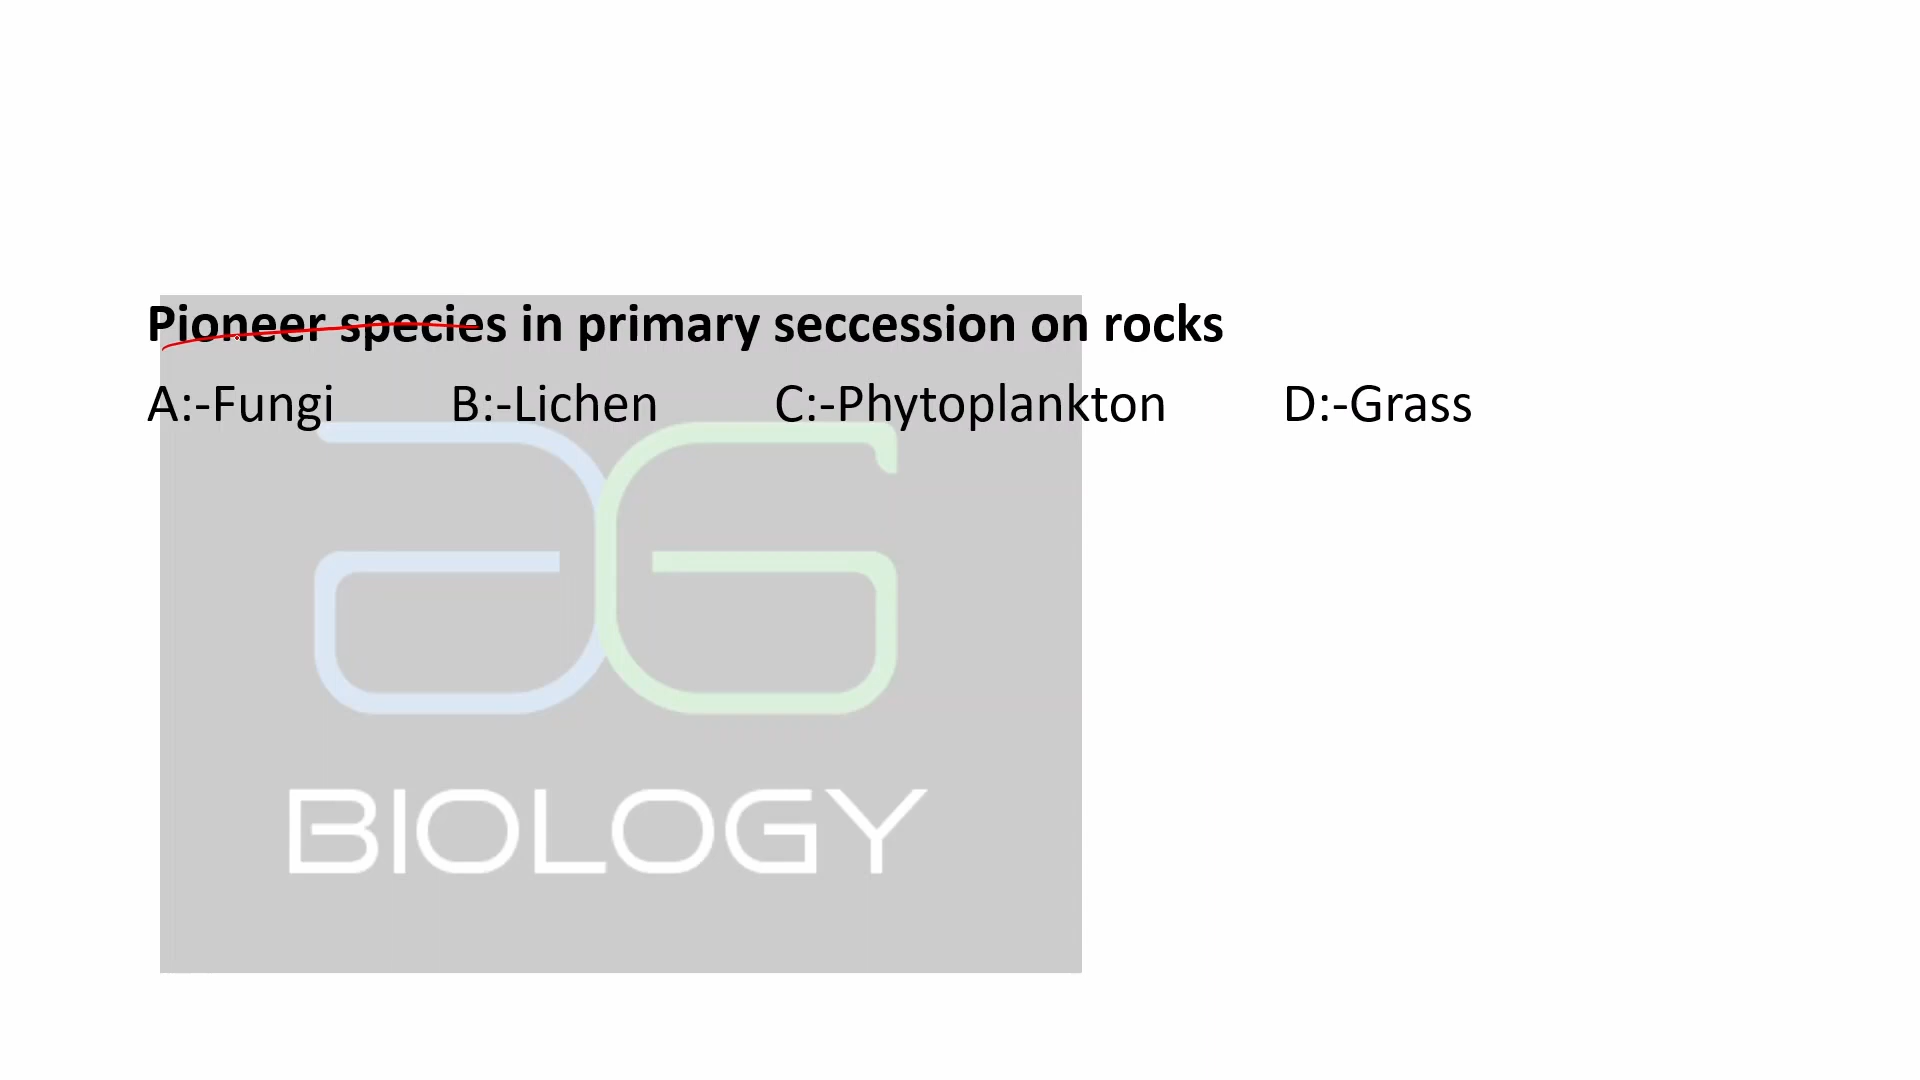 Pioneer species in primary seccession on rocks
A:-Fungi B:-Lichen C:-Phytoplankton D:-Grass
BIOLOGY